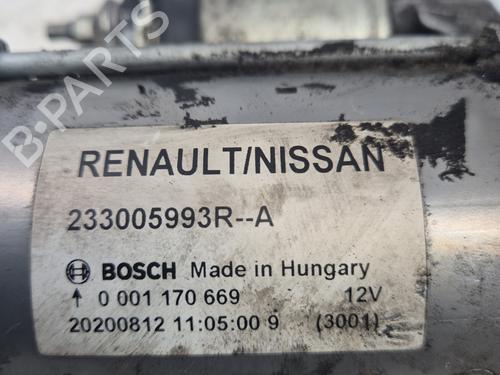 B-PARTS
RENAULT/NISSAN
233005993R--A
BOSCH Made in Hungary
↑ 0 001 170 669 12V
20200812 11:05:00 9 (3001)